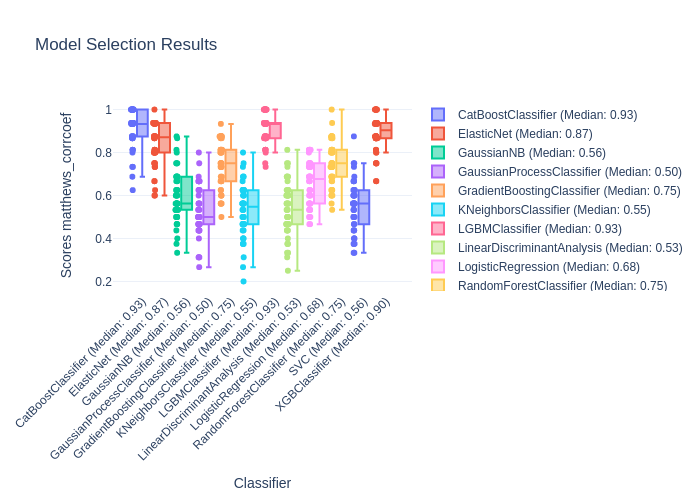 Model Selection Results
Scores matthews_corrcoef
1
0.8
0.6
0.4
0.2
CatBoostClassifier (Median: 0.93)
ElasticNet (Median: 0.87)
GaussianNB (Median: 0.56)
GaussianProcessClassifier (Median: 0.50)
GradientBoostingClassifier (Median: 0.75)
KNeighborsClassifier (Median: 0.55)
LGBMClassifier (Median: 0.93)
LinearDiscriminantAnalysis (Median: 0.53)
LogisticRegression (Median: 0.68)
RandomForestClassifier (Median: 0.75)
SVC (Median: 0.56)
XGBClassifier (Median: 0.90)
Classifier
CatBoostClassifier (Median: 0.93)
ElasticNet (Median: 0.87)
GaussianNB (Median: 0.56)
GaussianProcessClassifier (Median: 0.50)
GradientBoostingClassifier (Median: 0.75)
KNeighborsClassifier (Median: 0.55)
LGBMClassifier (Median: 0.93)
LinearDiscriminantAnalysis (Median: 0.53)
LogisticRegression (Median: 0.68)
RandomForestClassifier (Median: 0.75)